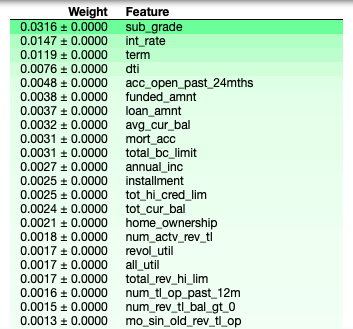 Weight Feature
0.0316 ± 0.0000 sub_grade
0.0147 ± 0.0000 int_rate
0.0119 ± 0.0000 term
0.0076 ± 0.0000 dti
0.0048 ± 0.0000 acc_open_past_24mths
0.0038 ± 0.0000 funded_amnt
0.0037 ± 0.0000 loan_amnt
0.0032 ± 0.0000 avg_cur_bal
0.0031 ± 0.0000 mort_acc
0.0031 ± 0.0000 total_bc_limit
0.0027 ± 0.0000 annual_inc
0.0025 ± 0.0000 installment
0.0025 ± 0.0000 tot_hi_cred_lim
0.0024 ± 0.0000 tot_cur_bal
0.0021 ± 0.0000 home_ownership
0.0018 ± 0.0000 num_actv_rev_tl
0.0017 ± 0.0000 revol_util
0.0017 ± 0.0000 all_util
0.0017 ± 0.0000 total_rev_hi_lim
0.0016 ± 0.0000 num_tl_op_past_12m
0.0015 ± 0.0000 num_rev_tl_bal_gt_0
0.0013 ± 0.0000 mo_sin_old_rev_tl_op